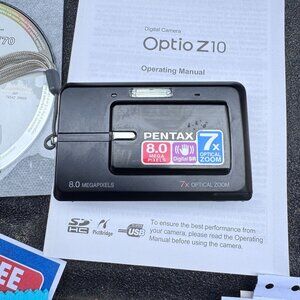 Digital Camera
Optio Z10
Operating Manual
70
PENTAX
8.0
MEGA
PIXELS
Digital SR
7x
OPTICAL
ZOOM
8.0 MEGAPIXELS
7x OPTICAL ZOOM
SD
HC
PictBridge
USB
To ensure the best performance from
your camera, please read the Operating
Manual before using the camera.
EE